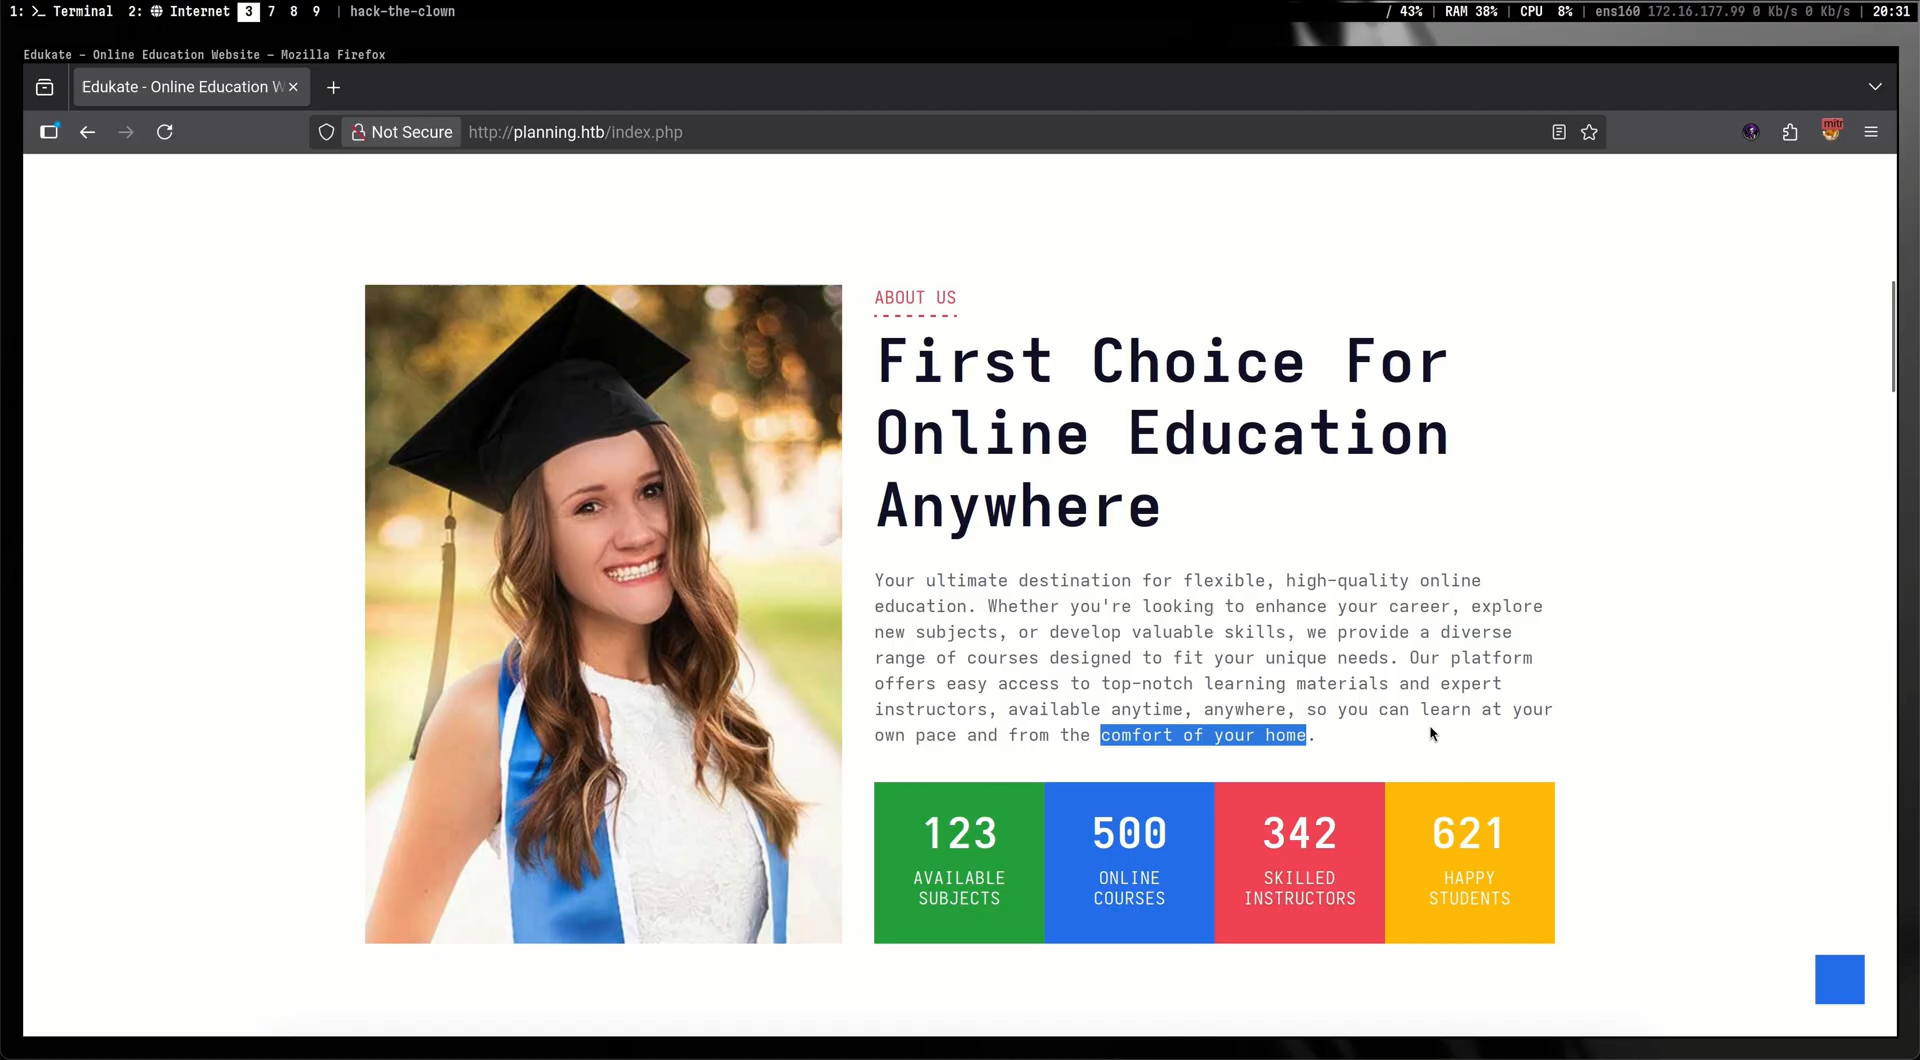 1: >_ Terminal 2: Internet 3 7 8 9 | hack-the-clown
/ 43% | RAM 38% | CPU 8% | ens160 172.16.177.99 0 Kb/s 0 Kb/s | 20:31
Edukate - Online Education Website — Mozilla Firefox
Edukate - Online Education W
Not Secure http://planning.htb/index.php
mitr
ABOUT US
First Choice For
Online Education
Anywhere
Your ultimate destination for flexible, high-quality online
education. Whether you're looking to enhance your career, explore
new subjects, or develop valuable skills, we provide a diverse
range of courses designed to fit your unique needs. Our platform
offers easy access to top-notch learning materials and expert
instructors, available anytime, anywhere, so you can learn at your
own pace and from the comfort of your home.
123 500 342 621
AVAILABLE ONLINE SKILLED HAPPY
SUBJECTS COURSES INSTRUCTORS STUDENTS